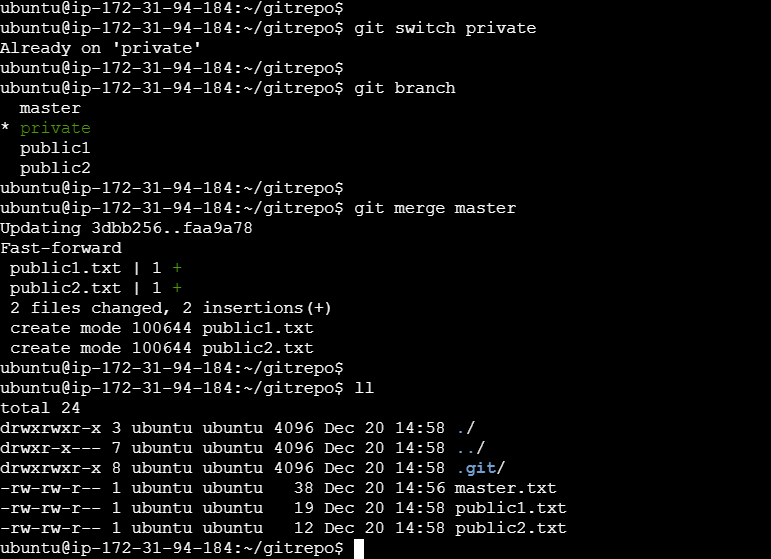 ubuntu@ip-172-31-94-184:~/gitrepo$
ubuntu@ip-172-31-94-184:~/gitrepo$ git switch private
Already on 'private'
ubuntu@ip-172-31-94-184:~/gitrepo$
ubuntu@ip-172-31-94-184:~/gitrepo$ git branch
  master
* private
  public1
  public2
ubuntu@ip-172-31-94-184:~/gitrepo$
ubuntu@ip-172-31-94-184:~/gitrepo$ git merge master
Updating 3dbb256..faa9a78
Fast-forward
 public1.txt | 1 +
 public2.txt | 1 +
 2 files changed, 2 insertions(+)
 create mode 100644 public1.txt
 create mode 100644 public2.txt
ubuntu@ip-172-31-94-184:~/gitrepo$
ubuntu@ip-172-31-94-184:~/gitrepo$ ll
total 24
drwxrwxr-x 3 ubuntu ubuntu 4096 Dec 20 14:58 ./
drwxr-x--- 7 ubuntu ubuntu 4096 Dec 20 14:58 ../
drwxrwxr-x 8 ubuntu ubuntu 4096 Dec 20 14:58 .git/
-rw-rw-r-- 1 ubuntu ubuntu   38 Dec 20 14:56 master.txt
-rw-rw-r-- 1 ubuntu ubuntu   19 Dec 20 14:58 public1.txt
-rw-rw-r-- 1 ubuntu ubuntu   12 Dec 20 14:58 public2.txt
ubuntu@ip-172-31-94-184:~/gitrepo$